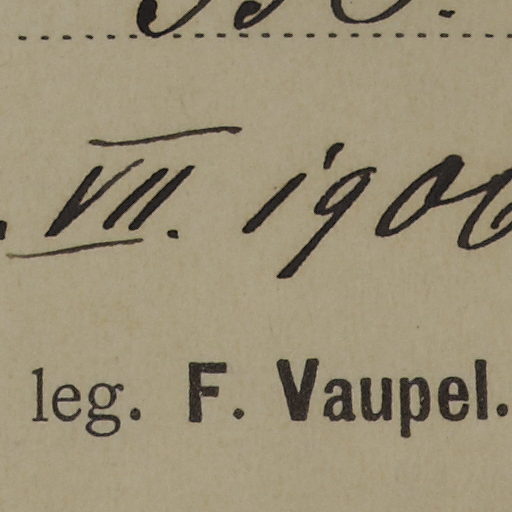 VII. 1906
leg. F. Vaupel.